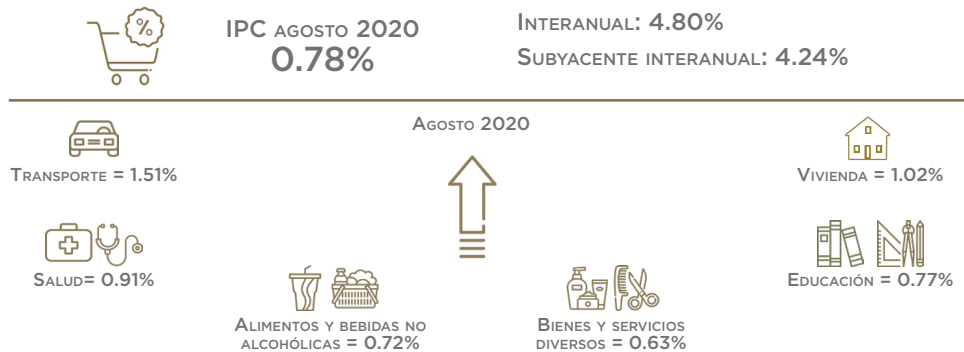 %
IPC AGOSTO 2020
0.78%
INTERANUAL: 4.80%
SUBYACENTE INTERANUAL: 4.24%
AGOSTO 2020
TRANSPORTE = 1.51%
VIVIENDA = 1.02%
SALUD= 0.91%
EDUCACIÓN = 0.77%
ALIMENTOS Y BEBIDAS NO
ALCOHÓLICAS = 0.72%
BIENES Y SERVICIOS
DIVERSOS = 0.63%